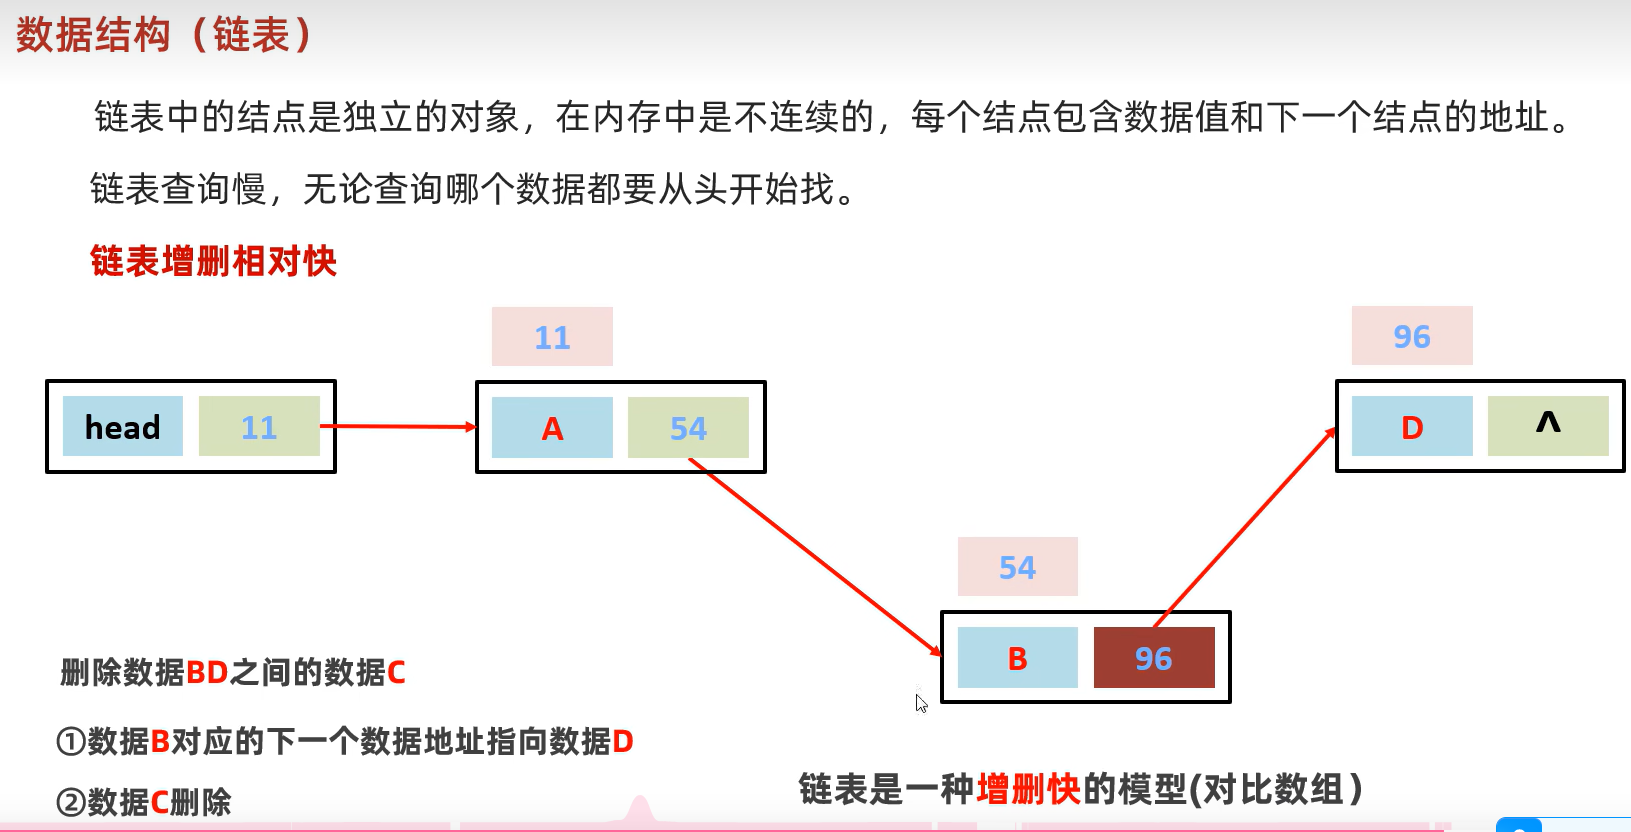 数据结构（链表）
链表中的结点是独立的对象，在内存中是不连续的，每个结点包含数据值和下一个结点的地址。
链表查询慢，无论查询哪个数据都要从头开始找。
链表增删相对快
11
96
head 11
A 54
D ^
54
B 96
删除数据BD之间的数据C
①数据B对应的下一个数据地址指向数据D
②数据C删除
链表是一种增删快的模型(对比数组）